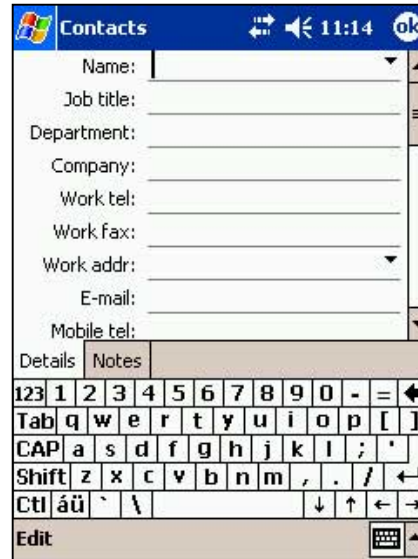 Contacts 11:14 ok
Name:
Job title:
Department:
Company:
Work tel:
Work fax:
Work addr:
E-mail:
Mobile tel:
Details Notes
123 1 2 3 4 5 6 7 8 9 0 - =
Tab q w e r t y u i o p [ ]
CAP a s d f g h j k l ; '
Shift z x c v b n m , . /
Ctl áü ` \
Edit